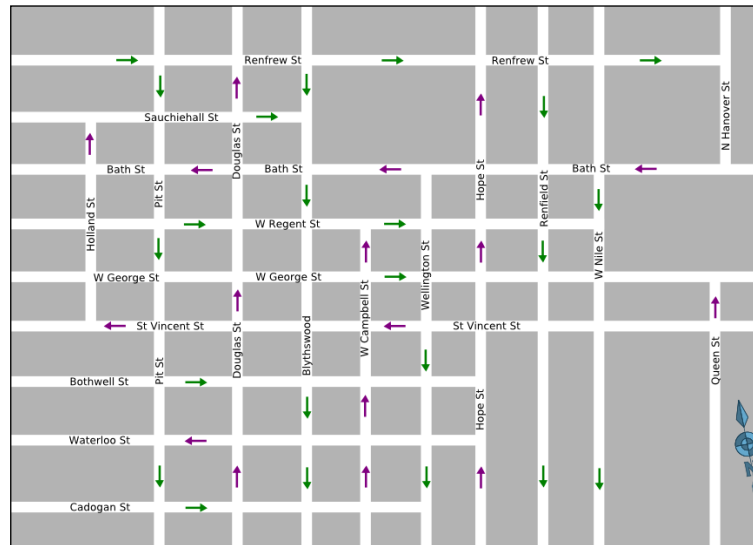 Renfrew St
Renfrew St
Sauchiehall St
N Hanover St
Douglas St
Bath St
Bath St
Bath St
Hope St
Pit St
Renfield St
Holland St
W Regent St
Wellington St
W Nile St
W George St
W George St
W Campbell St
St Vincent St
St Vincent St
Blythswood
Douglas St
Pit St
Queen St
Bothwell St
Hope St
Waterloo St
N
Cadogan St